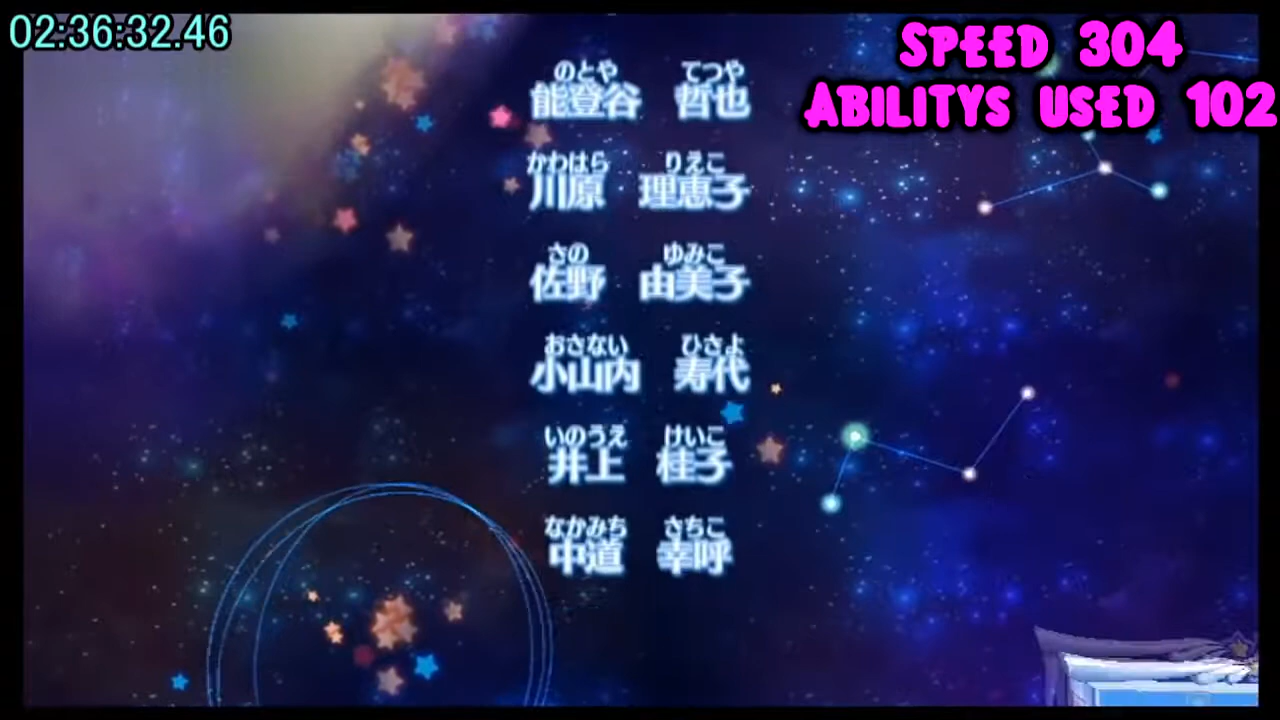 02:36:32.46
SPEED 304
ABILITYS USED 102
のとや てつや
能登谷 哲也
かわはら りえこ
川原 理恵子
さの ゆみこ
佐野 由美子
おさない ひさよ
小山内 寿代
いのうえ けいこ
井上 桂子
なかみち さちこ
中道 幸呼